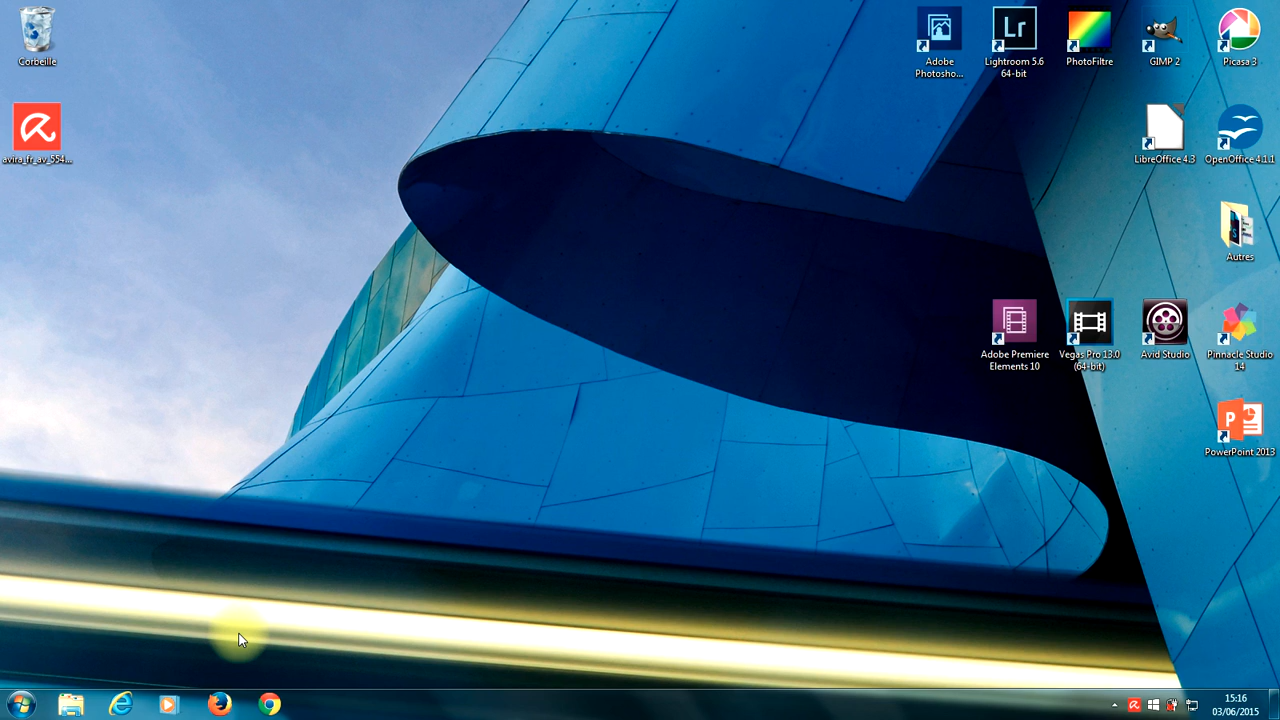 Corbeille
Adobe
Photosho...
Lr
Lightroom 5.6
64-bit
PhotoFiltre
GIMP 2
Picasa 3
avira_fr_av_554...
LibreOffice 4.3
OpenOffice 4.1.1
Autres
Adobe Premiere
Elements 10
Vegas Pro 13.0
(64-bit)
Avid Studio
Pinnacle Studio
14
P
PowerPoint 2013
15:16
03/06/2015